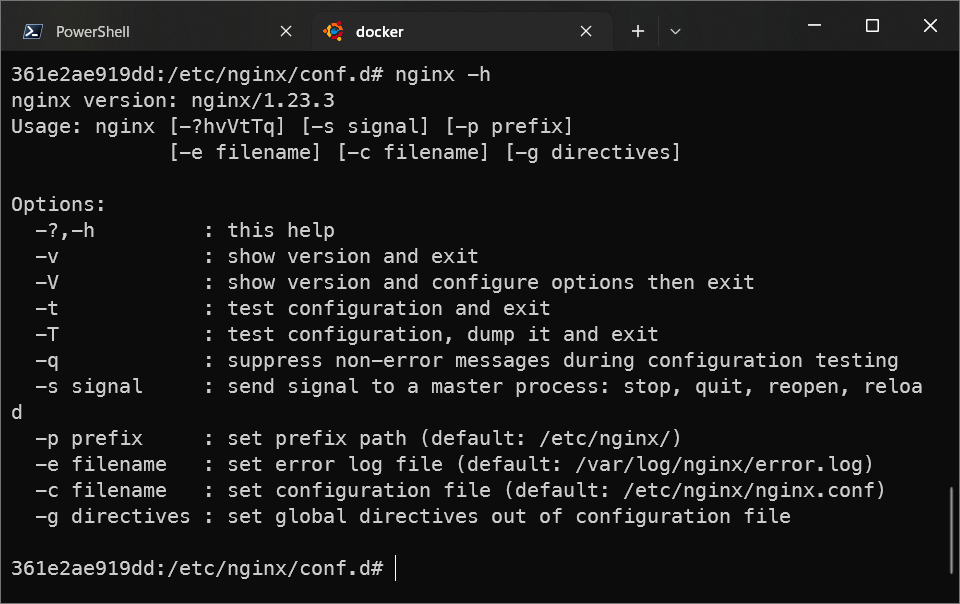 PowerShell docker
361e2ae919dd:/etc/nginx/conf.d# nginx -h
nginx version: nginx/1.23.3
Usage: nginx [-?hvVtTq] [-s signal] [-p prefix]
             [-e filename] [-c filename] [-g directives]

Options:
  -?,-h         : this help
  -v            : show version and exit
  -V            : show version and configure options then exit
  -t            : test configuration and exit
  -T            : test configuration, dump it and exit
  -q            : suppress non-error messages during configuration testing
  -s signal     : send signal to a master process: stop, quit, reopen, reloa
d
  -p prefix     : set prefix path (default: /etc/nginx/)
  -e filename   : set error log file (default: /var/log/nginx/error.log)
  -c filename   : set configuration file (default: /etc/nginx/nginx.conf)
  -g directives : set global directives out of configuration file

361e2ae919dd:/etc/nginx/conf.d#